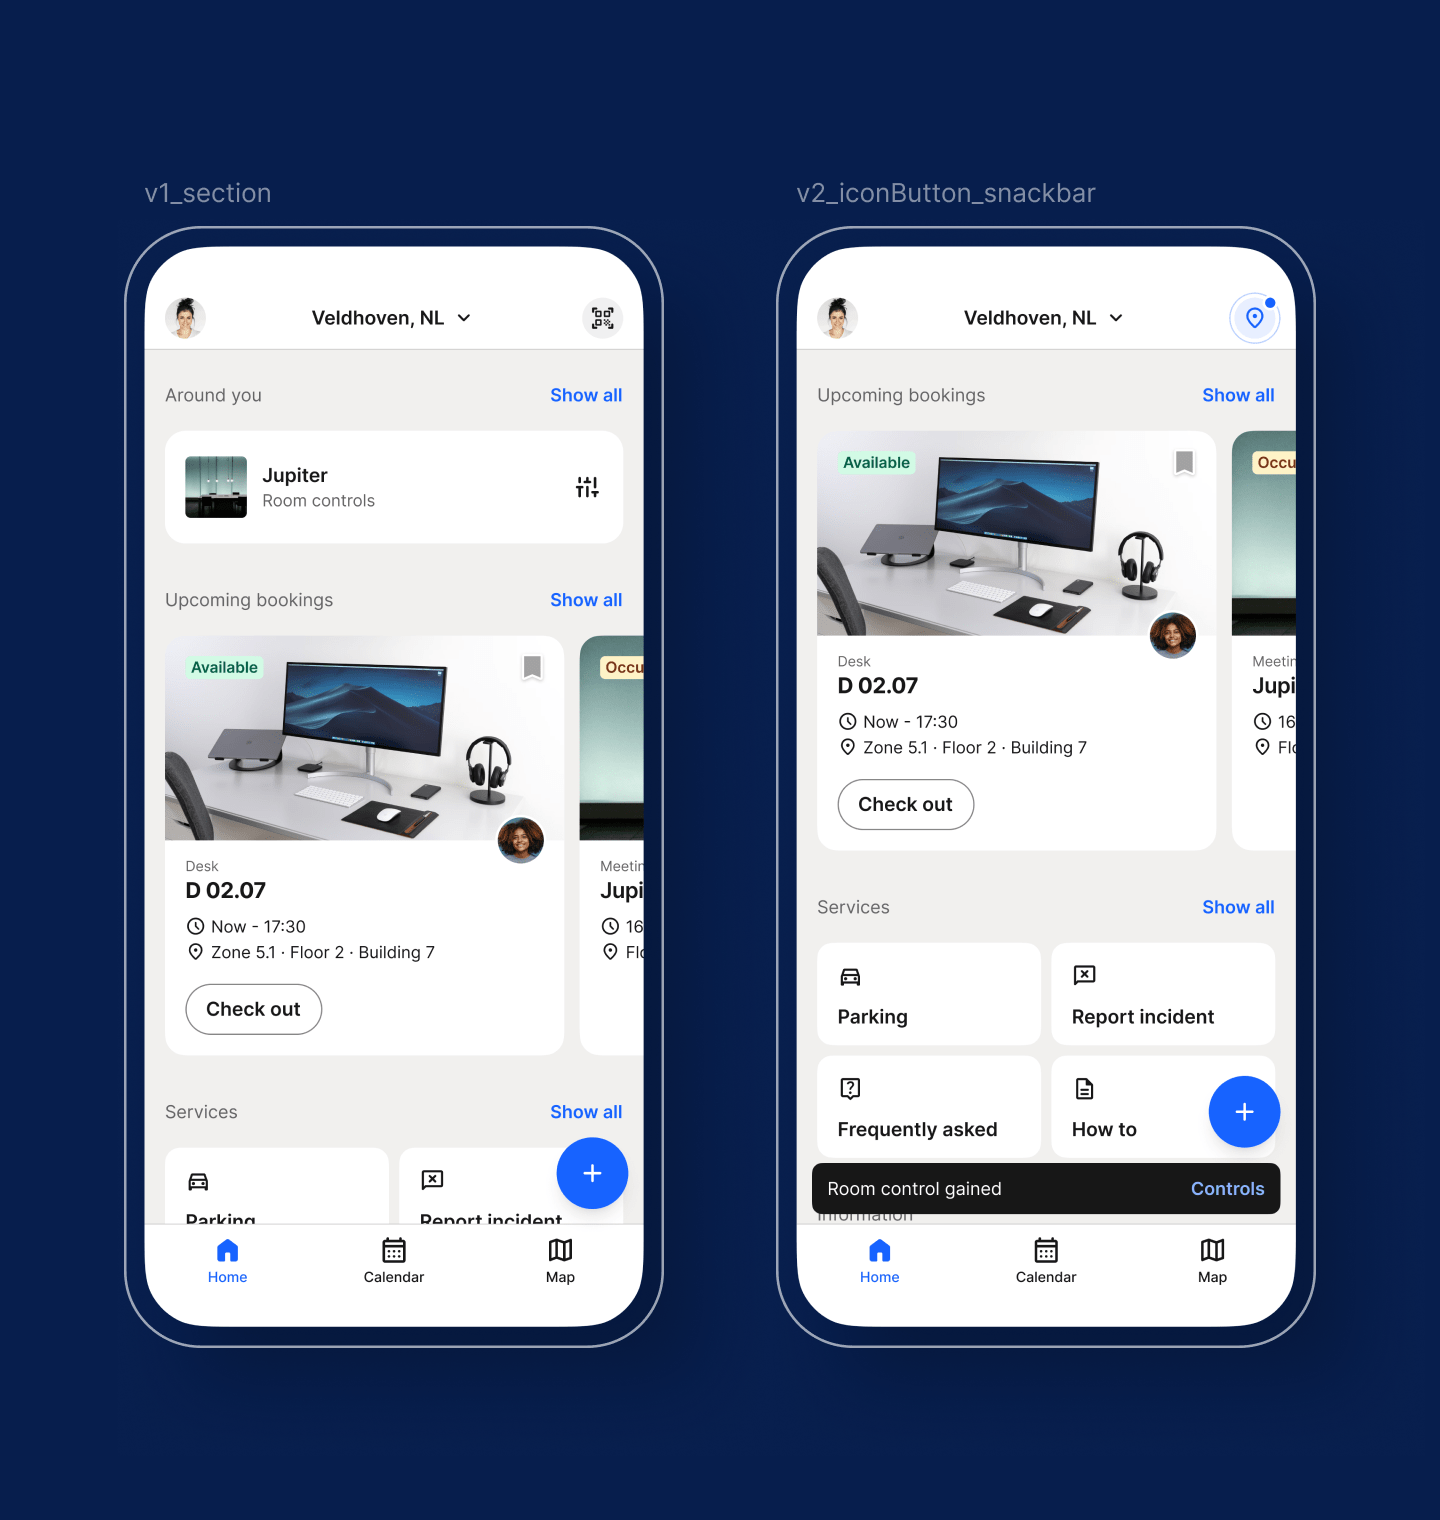 v1_section
Veldhoven, NL
Around you
Show all
Jupiter
Room controls
Upcoming bookings
Show all
Available
Occu
Desk
D 02.07
Now - 17:30
Zone 5.1 · Floor 2 · Building 7
Check out
Meetin
Jupi
16
Flo
Services
Show all
Parking
Report incident
Home
Calendar
Map
v2_iconButton_snackbar
Veldhoven, NL
Upcoming bookings
Show all
Available
Occu
Desk
D 02.07
Now - 17:30
Zone 5.1 · Floor 2 · Building 7
Check out
Meetin
Jupi
16
Flo
Services
Show all
Parking
Report incident
Frequently asked
How to
Room control gained
Controls
Information
Home
Calendar
Map